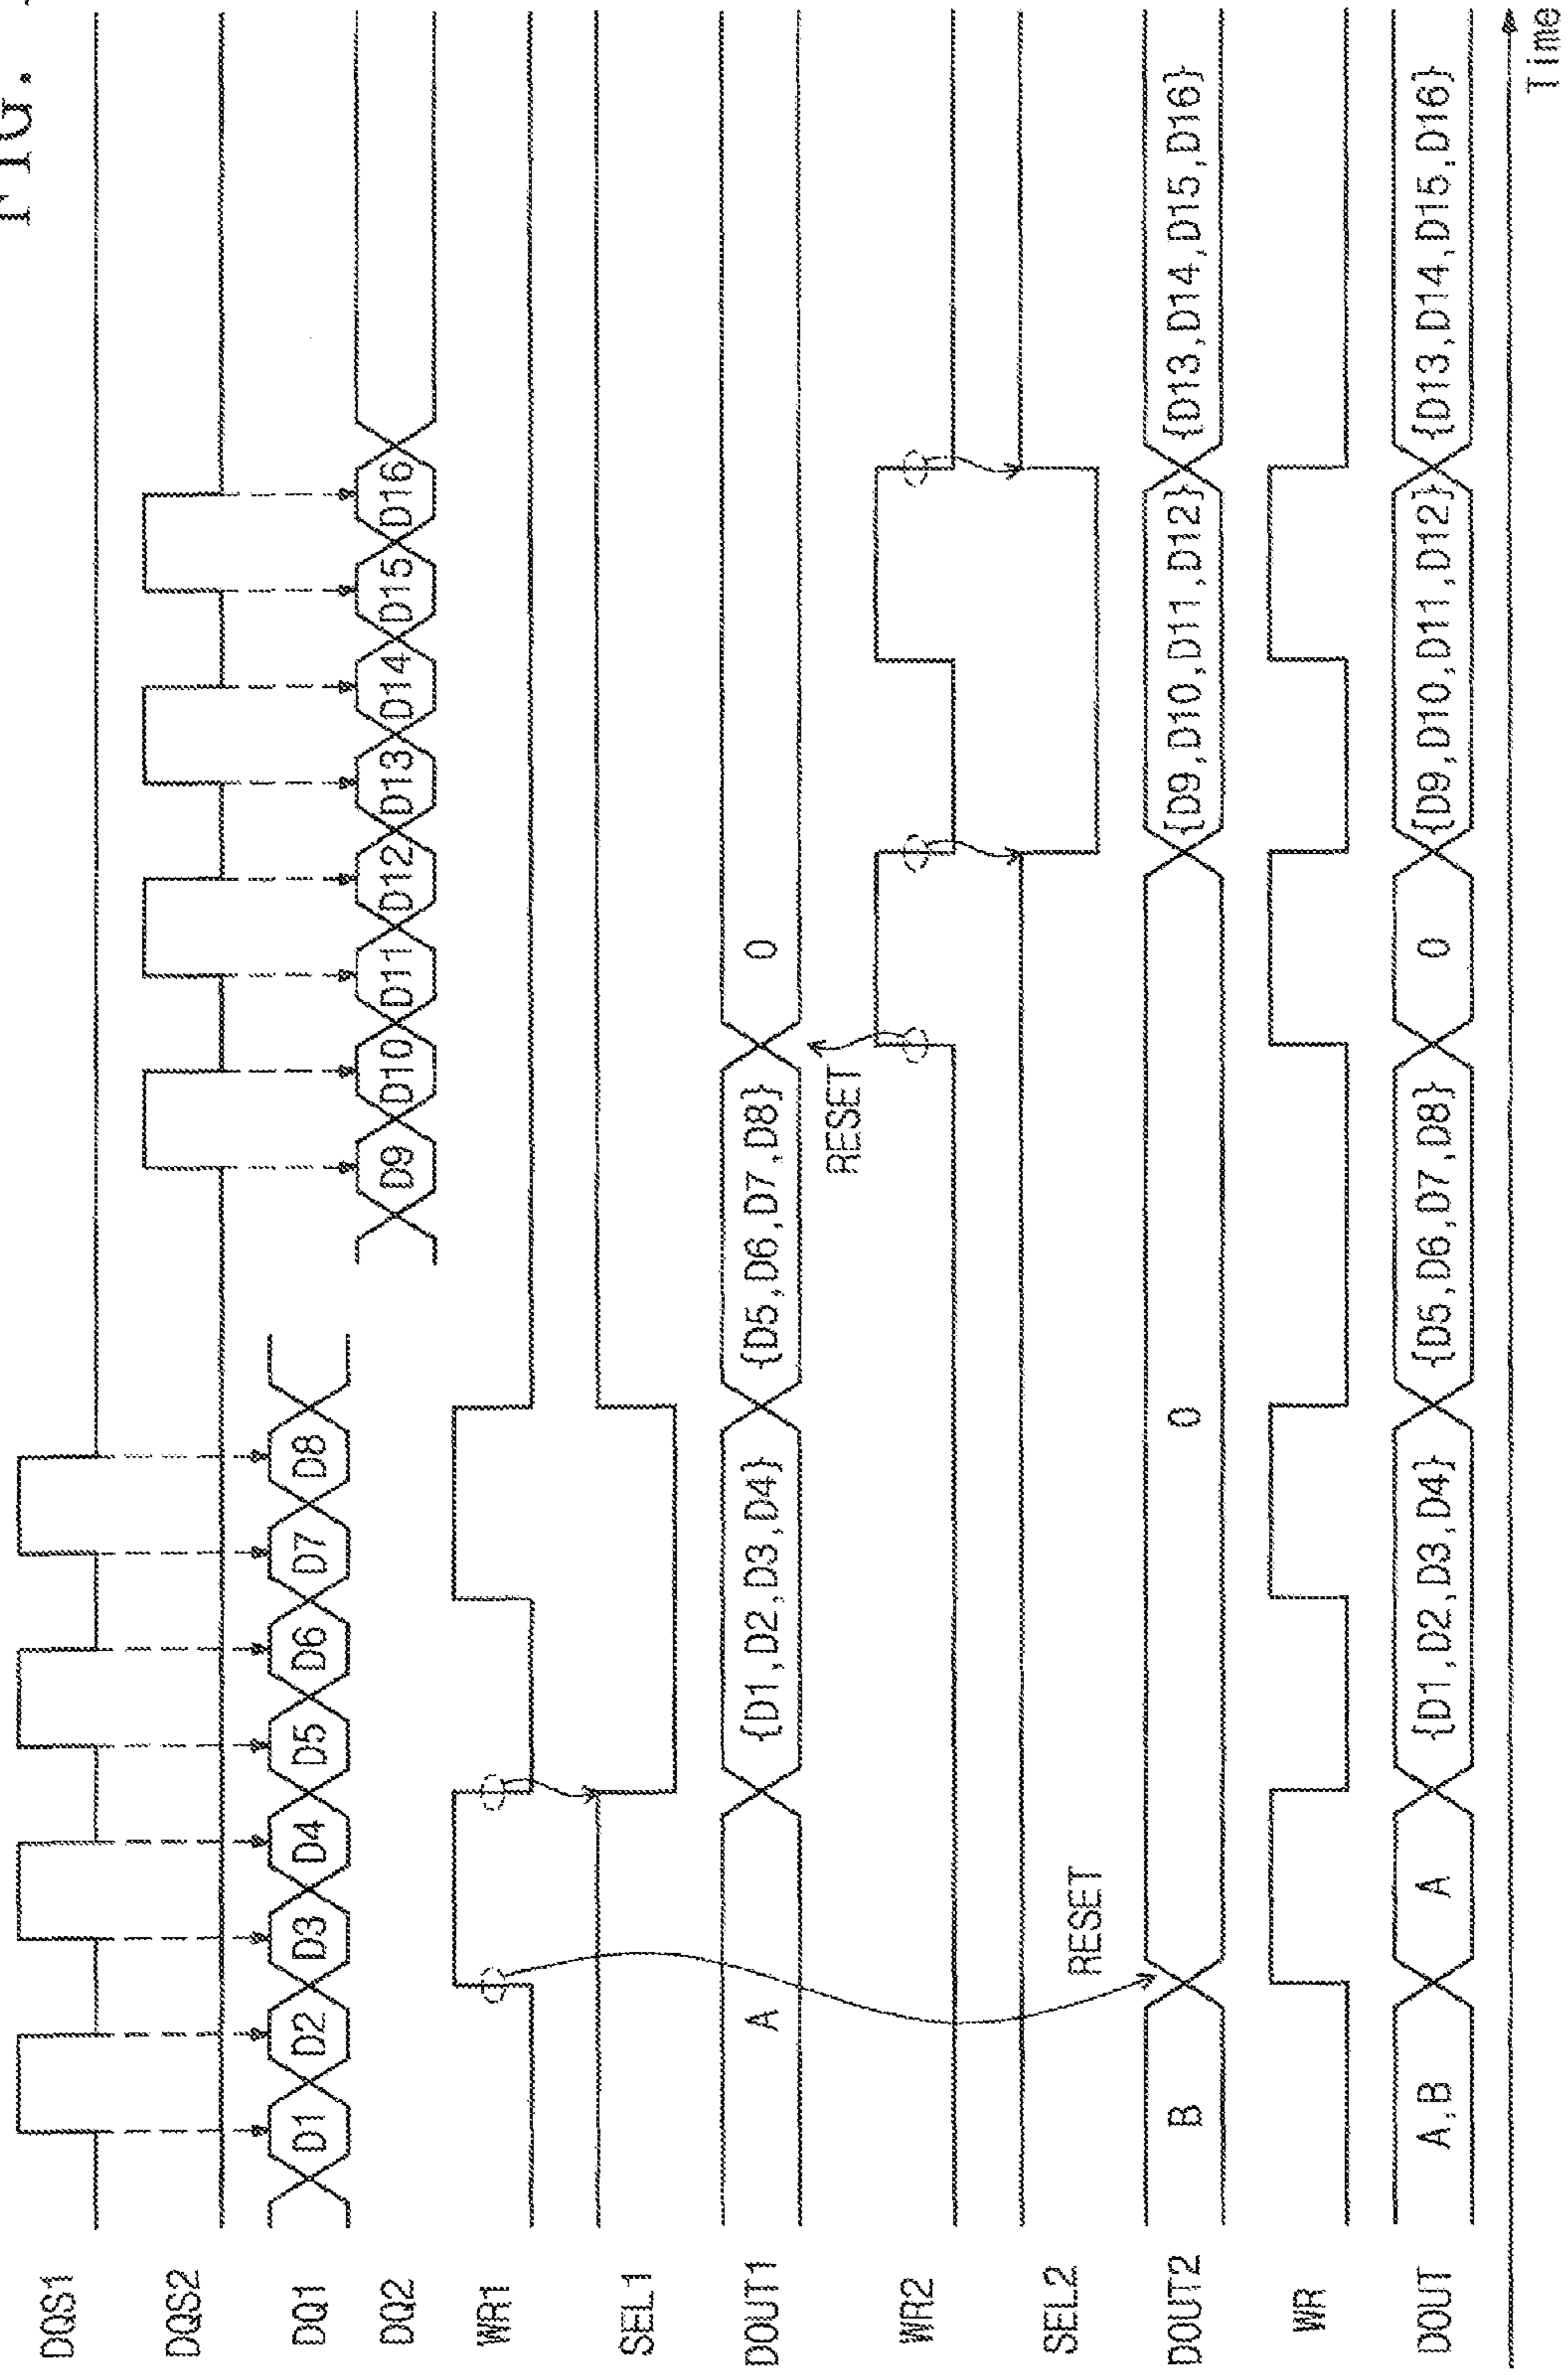 FIG.
DQS1
DQS2
DQ1 D1 D2 D3 D4 D5 D6 D7 D8
DQ2 D9 D10 D11 D12 D13 D14 D15 D16
WR1
SEL1
DOUT1 A {D1,D2,D3,D4} {D5,D6,D7,D8} 0
RESET
WR2
SEL2
RESET
DOUT2 B 0 {D9,D10,D11,D12} {D13,D14,D15,D16}
WR
DOUT A,B A {D1,D2,D3,D4} {D5,D6,D7,D8} 0 {D9,D10,D11,D12} {D13,D14,D15,D16}
Time